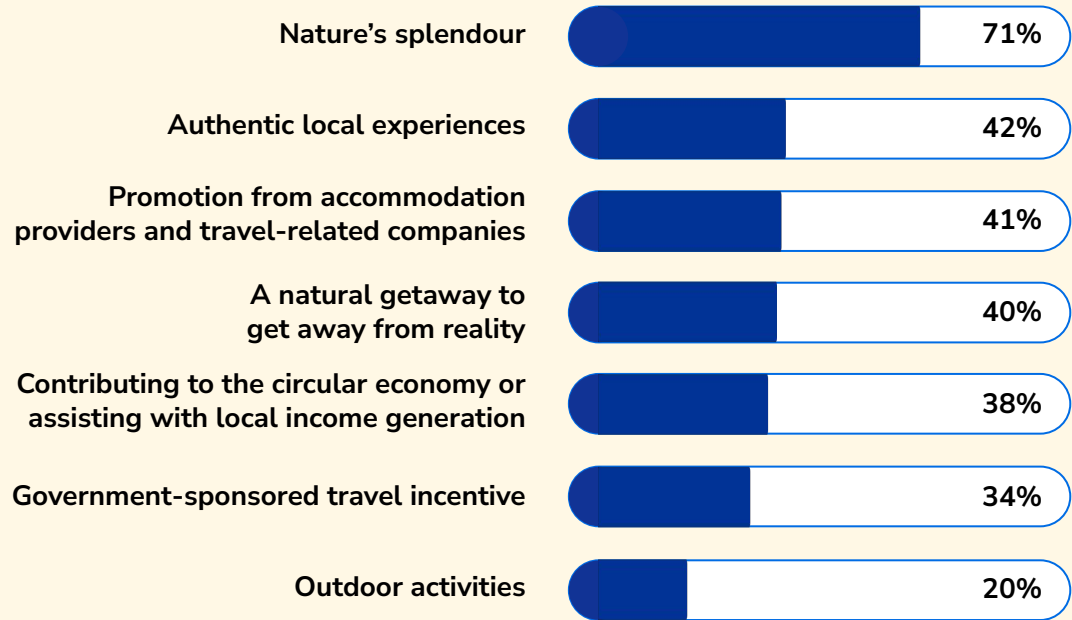 Nature’s splendour 71%
Authentic local experiences 42%
Promotion from accommodation
providers and travel-related companies 41%
A natural getaway to
get away from reality 40%
Contributing to the circular economy or
assisting with local income generation 38%
Government-sponsored travel incentive 34%
Outdoor activities 20%